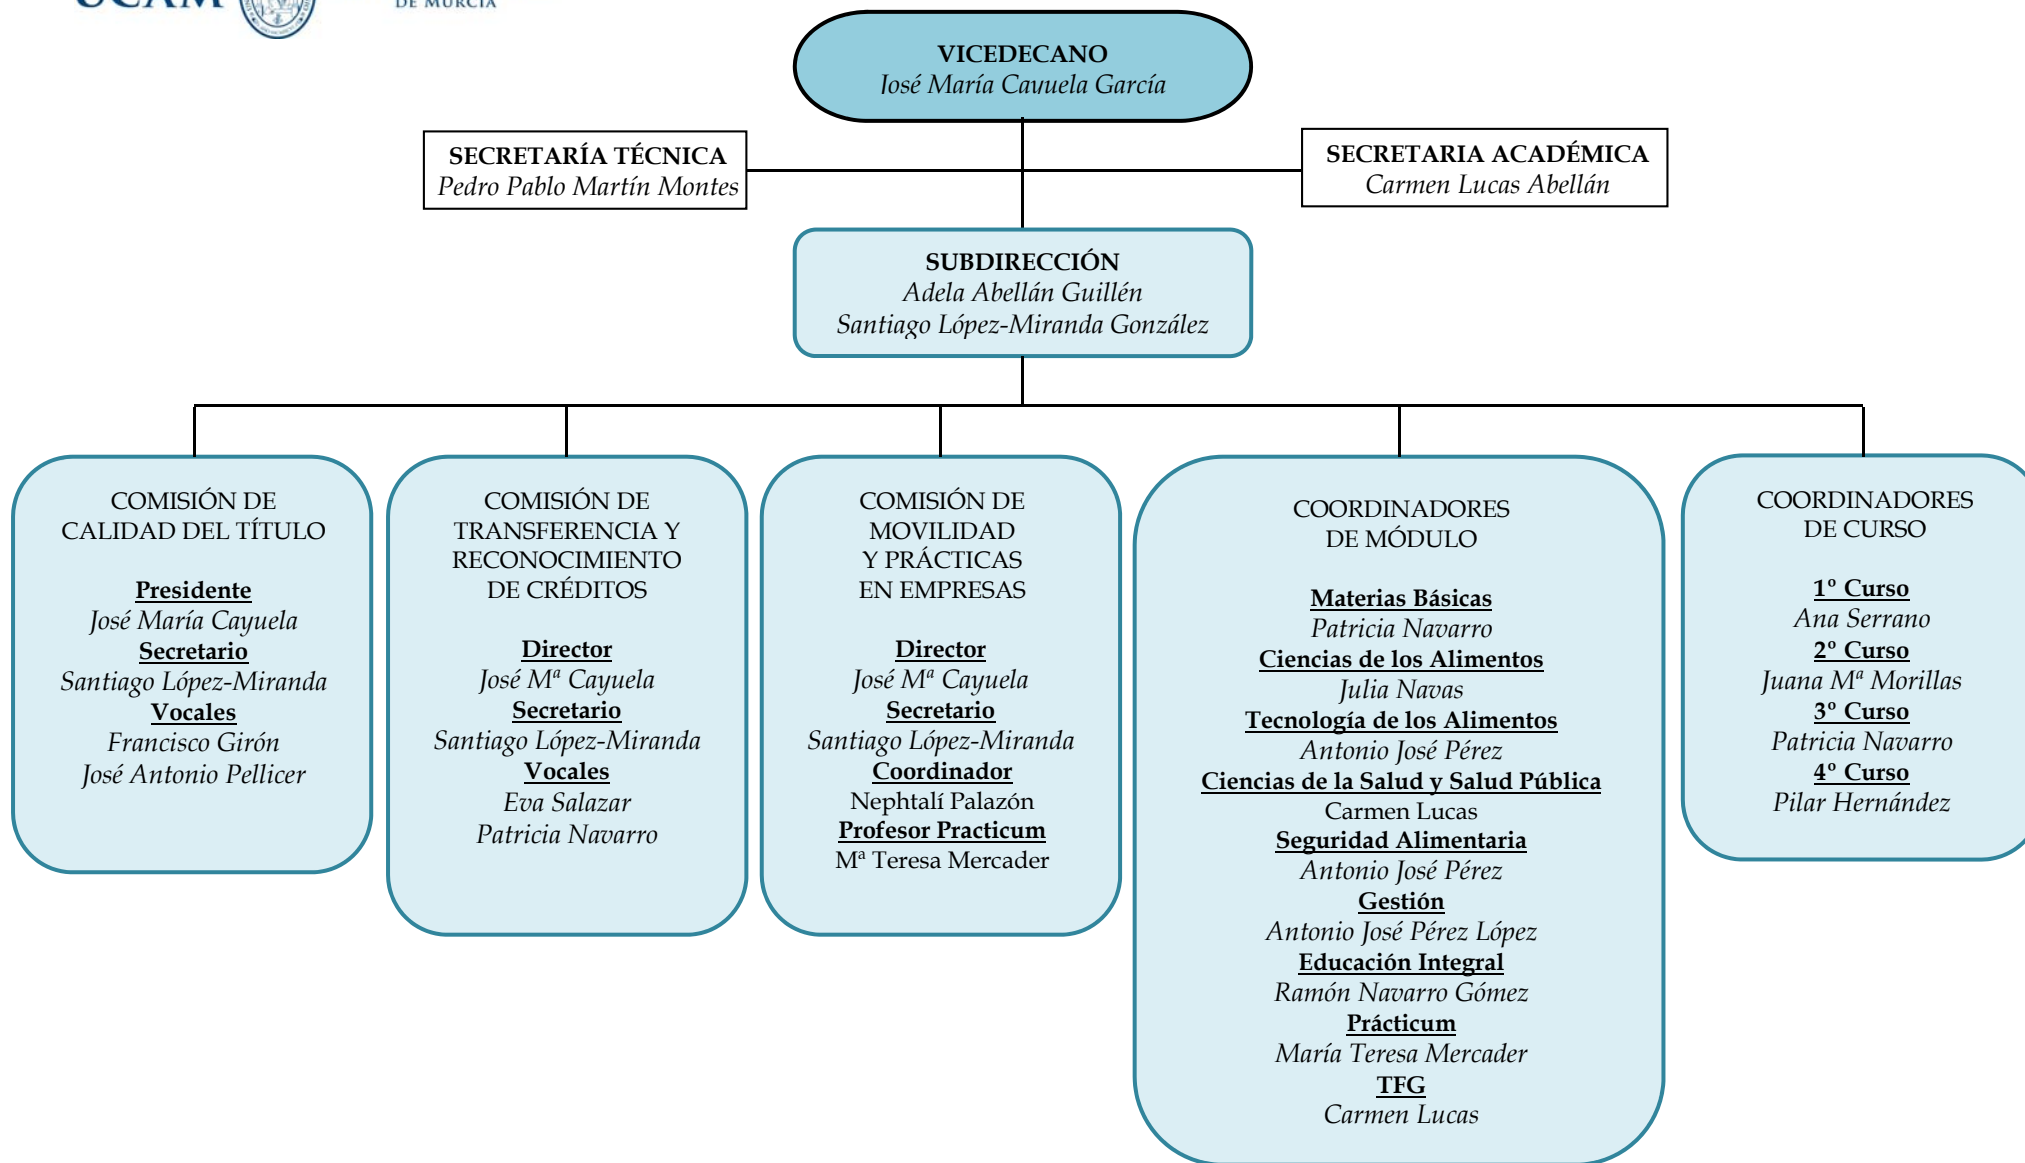 UCAM
DE MURCIA
VICEDECANO
José María Cayuela García
SECRETARÍA TÉCNICA
Pedro Pablo Martín Montes
SECRETARIA ACADÉMICA
Carmen Lucas Abellán
SUBDIRECCIÓN
Adela Abellán Guillén
Santiago López-Miranda González
COMISIÓN DE
CALIDAD DEL TÍTULO
Presidente
José María Cayuela
Secretario
Santiago López-Miranda
Vocales
Francisco Girón
José Antonio Pellicer
COMISIÓN DE
TRANSFERENCIA Y
RECONOCIMIENTO
DE CRÉDITOS
Director
José Mª Cayuela
Secretario
Santiago López-Miranda
Vocales
Eva Salazar
Patricia Navarro
COMISIÓN DE
MOVILIDAD
Y PRÁCTICAS
EN EMPRESAS
Director
José Mª Cayuela
Secretario
Santiago López-Miranda
Coordinador
Nephtalí Palazón
Profesor Practicum
Mª Teresa Mercader
COORDINADORES
DE MÓDULO
Materias Básicas
Patricia Navarro
Ciencias de los Alimentos
Julia Navas
Tecnología de los Alimentos
Antonio José Pérez
Ciencias de la Salud y Salud Pública
Carmen Lucas
Seguridad Alimentaria
Antonio José Pérez
Gestión
Antonio José Pérez López
Educación Integral
Ramón Navarro Gómez
Prácticum
María Teresa Mercader
TFG
Carmen Lucas
COORDINADORES
DE CURSO
1º Curso
Ana Serrano
2º Curso
Juana Mª Morillas
3º Curso
Patricia Navarro
4º Curso
Pilar Hernández